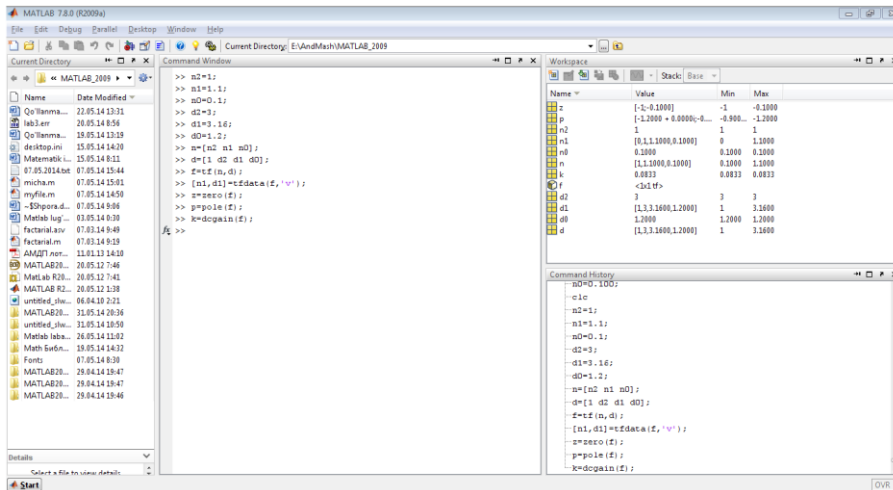 MATLAB 7.8.0 (R2009a)
File Edit Debug Parallel Desktop Window Help
Current Directory: E:\AndMash\MATLAB_2009
Current Directory
« MATLAB_2009
Name Date Modified
Qo'llanma.... 22.05.14 13:31
lab3.err 20.05.14 8:56
Qo'llanma... 19.05.14 13:19
desktop.ini 15.05.14 14:20
Matematik i... 15.05.14 8:11
07.05.2014.txt 07.05.14 15:44
micha.m 07.05.14 15:01
myfile.m 07.05.14 14:50
~$Shpora.d... 07.05.14 9:06
Matlab lug'... 03.05.14 0:30
factarial.asv 07.03.14 9:49
factarial.m 07.03.14 9:19
АМДП лот... 11.01.13 14:10
MATLAB20... 20.05.12 7:46
MatLab R20... 20.05.12 7:41
MATLAB R2... 20.05.12 1:38
untitled_slw... 06.04.10 2:21
MATLAB20... 31.05.14 20:36
untitled_slw... 31.05.14 10:50
Matlab laba... 26.05.14 11:02
Math Библ... 19.05.14 14:32
Fonts 07.05.14 8:30
MATLAB20... 29.04.14 19:47
MATLAB20... 29.04.14 19:47
MATLAB20... 29.04.14 19:46
Details
Select a file to view details
Command Window
>> n2=1;
>> n1=1.1;
>> n0=0.1;
>> d2=3;
>> d1=3.16;
>> d0=1.2;
>> n=[n2 n1 n0];
>> d=[1 d2 d1 d0];
>> f=tf(n,d);
>> [n1,d1]=tfdata(f,'v');
>> z=zero(f);
>> p=pole(f);
>> k=dcgain(f);
fx >>
Workspace
Stack: Base
Name Value Min Max
z [-1;-0.1000] -1 -0.1000
p [-1.2000 + 0.0000i;-0.... -0.900... -1.2000
n2 1 1 1
n1 [0,1,1.1000,0.1000] 0 1.1000
n0 0.1000 0.1000 0.1000
n [1,1.1000,0.1000] 0.1000 1.1000
k 0.0833 0.0833 0.0833
f <1x1 tf>
d2 3 3 3
d1 [1,3,3.1600,1.2000] 1 3.1600
d0 1.2000 1.2000 1.2000
d [1,3,3.1600,1.2000] 1 3.1600
Command History
n0=0.100;
clc
n2=1;
n1=1.1;
n0=0.1;
d2=3;
d1=3.16;
d0=1.2;
n=[n2 n1 n0];
d=[1 d2 d1 d0];
f=tf(n,d);
[n1,d1]=tfdata(f,'v');
z=zero(f);
p=pole(f);
k=dcgain(f);
Start
OVR